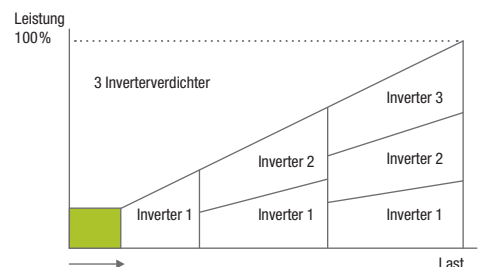 Leistung
100%
3 Inverterverdichter
Inverter 3
Inverter 2
Inverter 2
Inverter 1
Inverter 1
Inverter 1
Last